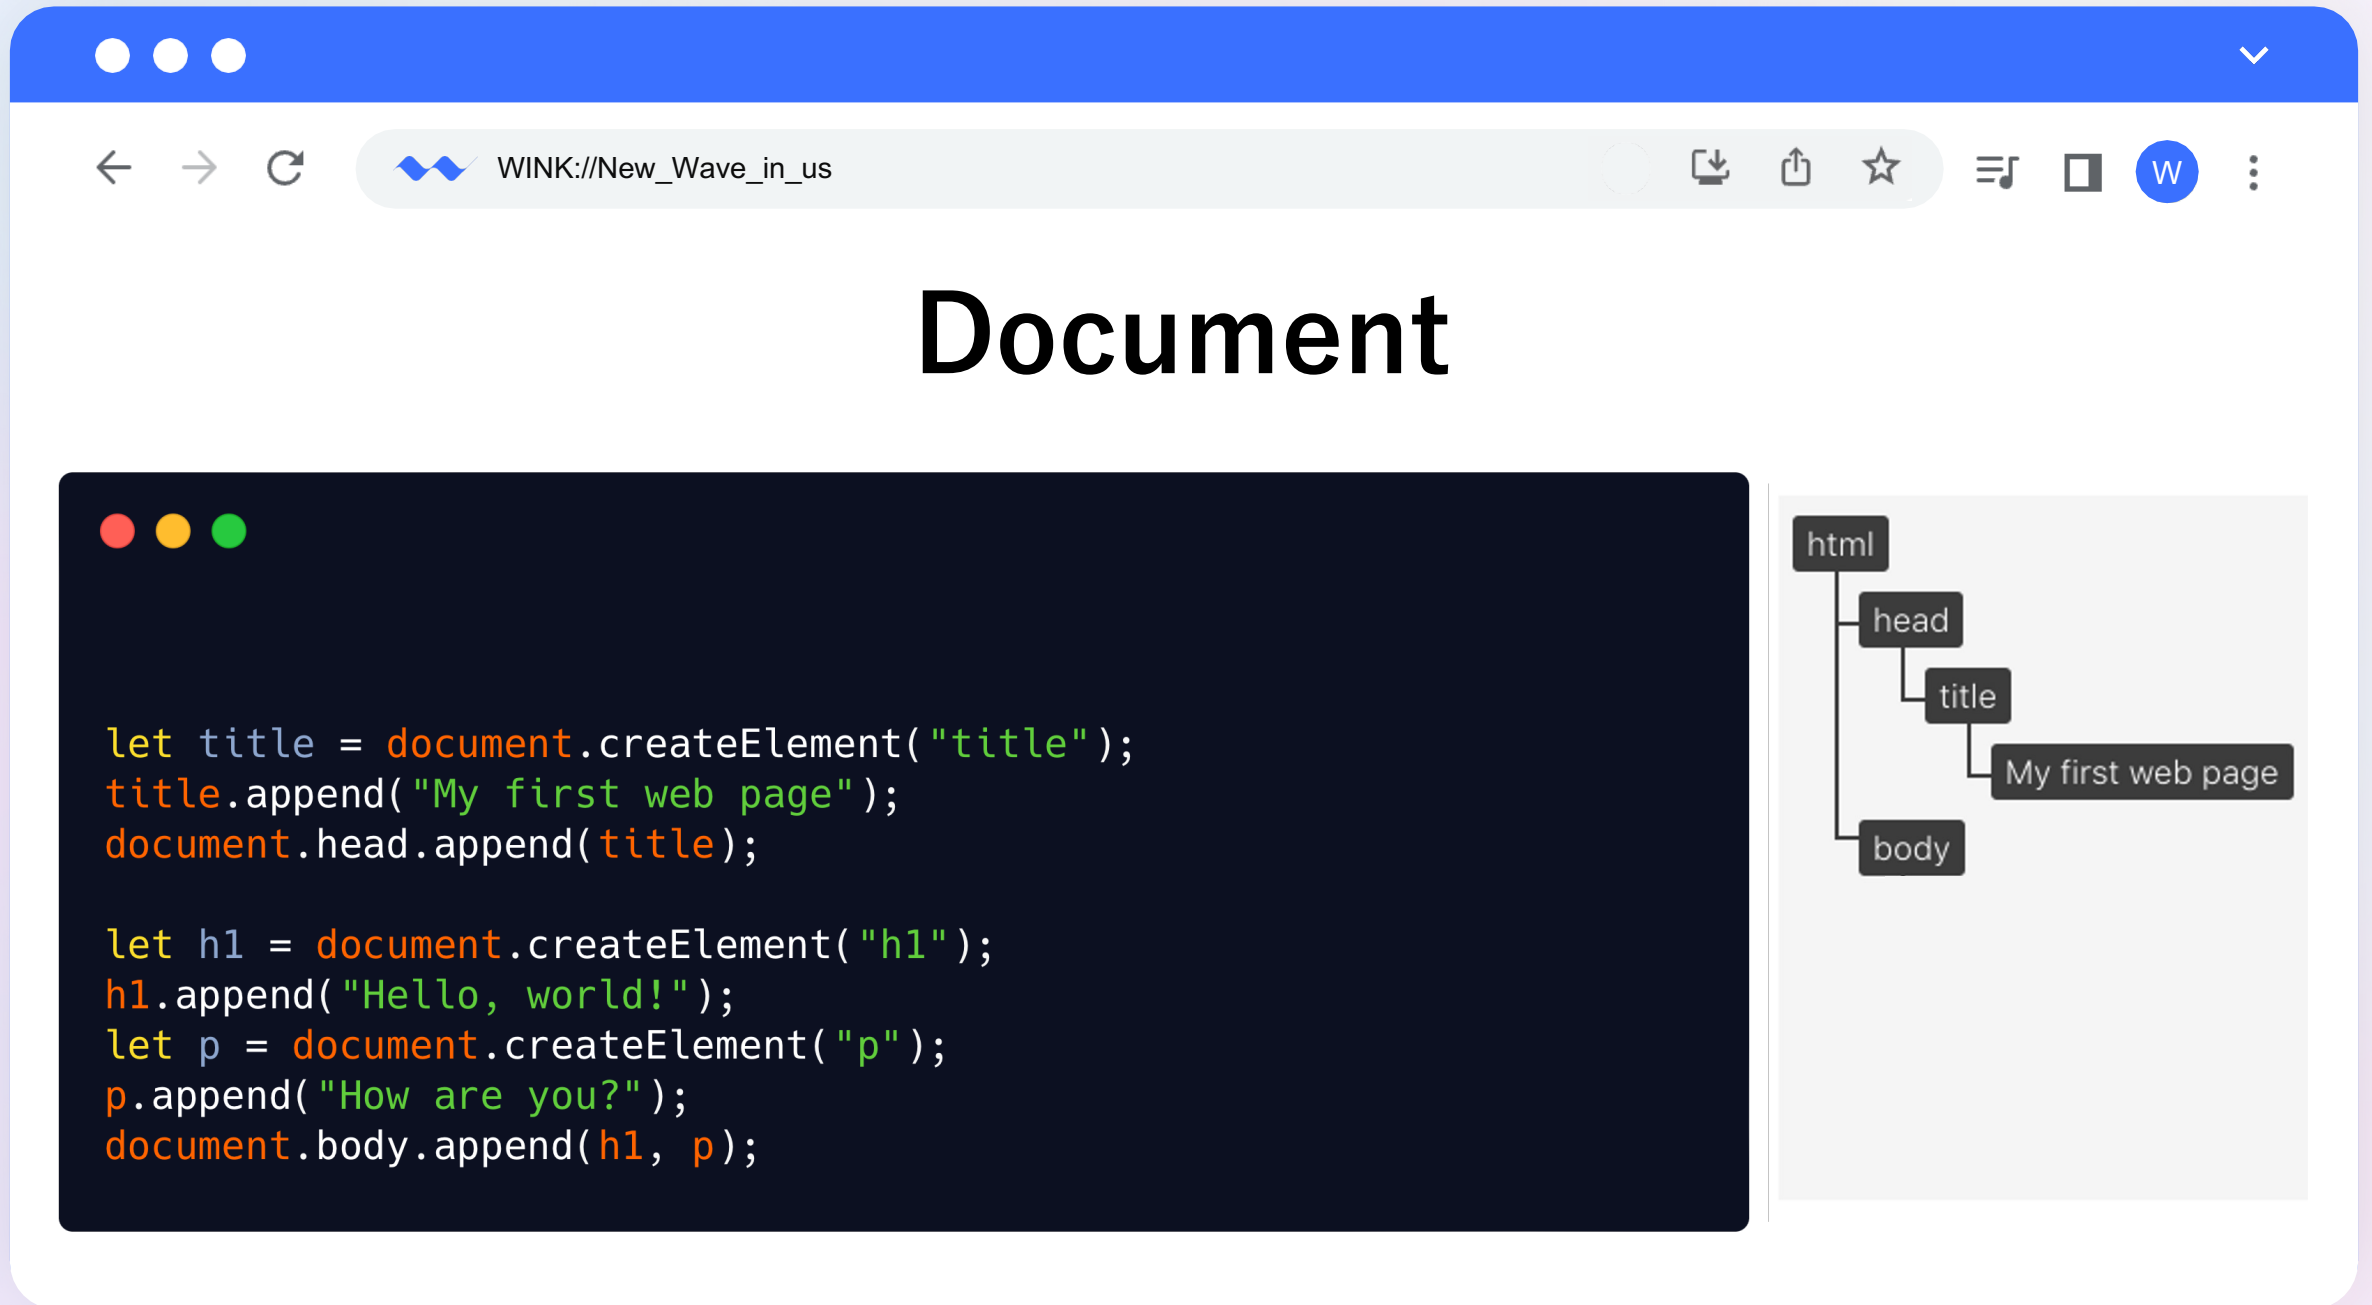 WINK://New_Wave_in_us
W
Document
let title = document.createElement("title");
title.append("My first web page");
document.head.append(title);
let h1 = document.createElement("h1");
h1.append("Hello, world!");
let p = document.createElement("p");
p.append("How are you?");
document.body.append(h1, p);
html
head
title
My first web page
body